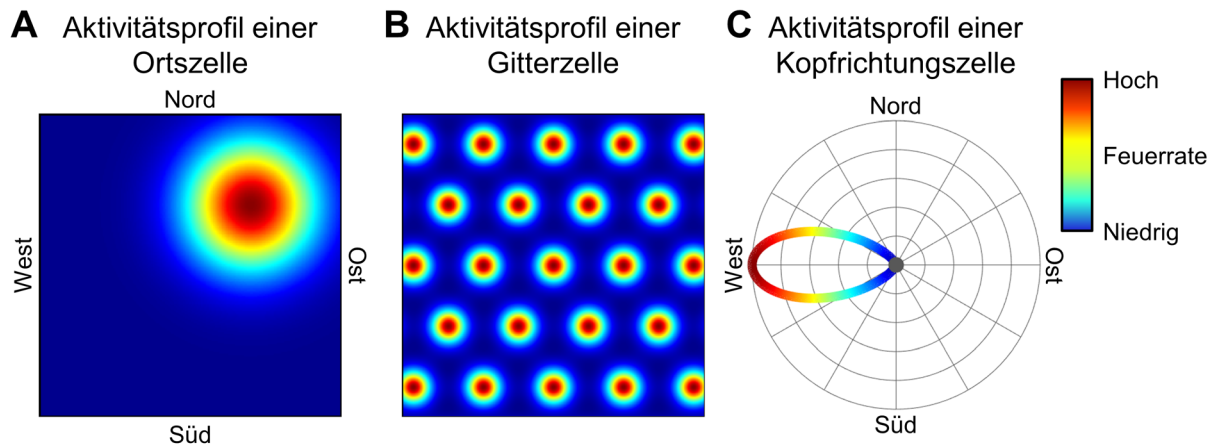 A Aktivitätsprofil einer
Ortszelle
Nord
West
Ost
Süd
B Aktivitätsprofil einer
Gitterzelle
C Aktivitätsprofil einer
Kopfrichtungszelle
Nord
West
Ost
Süd
Hoch
Feuerrate
Niedrig